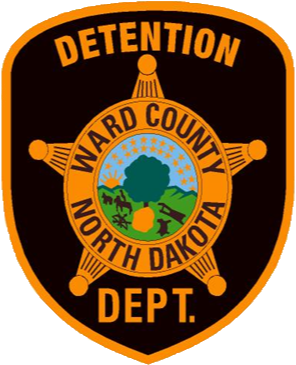 DETENTION
WARD COUNTY
NORTH DAKOTA
DEPT.